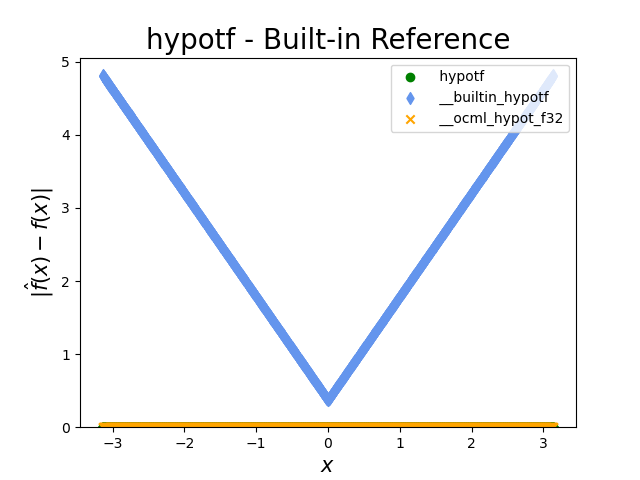 hypotf - Built-in Reference
5
4
3
2
1
0
|f̂(x) − f(x)|
hypotf
__builtin_hypotf
__ocml_hypot_f32
−3
−2
−1
0
1
2
3
x